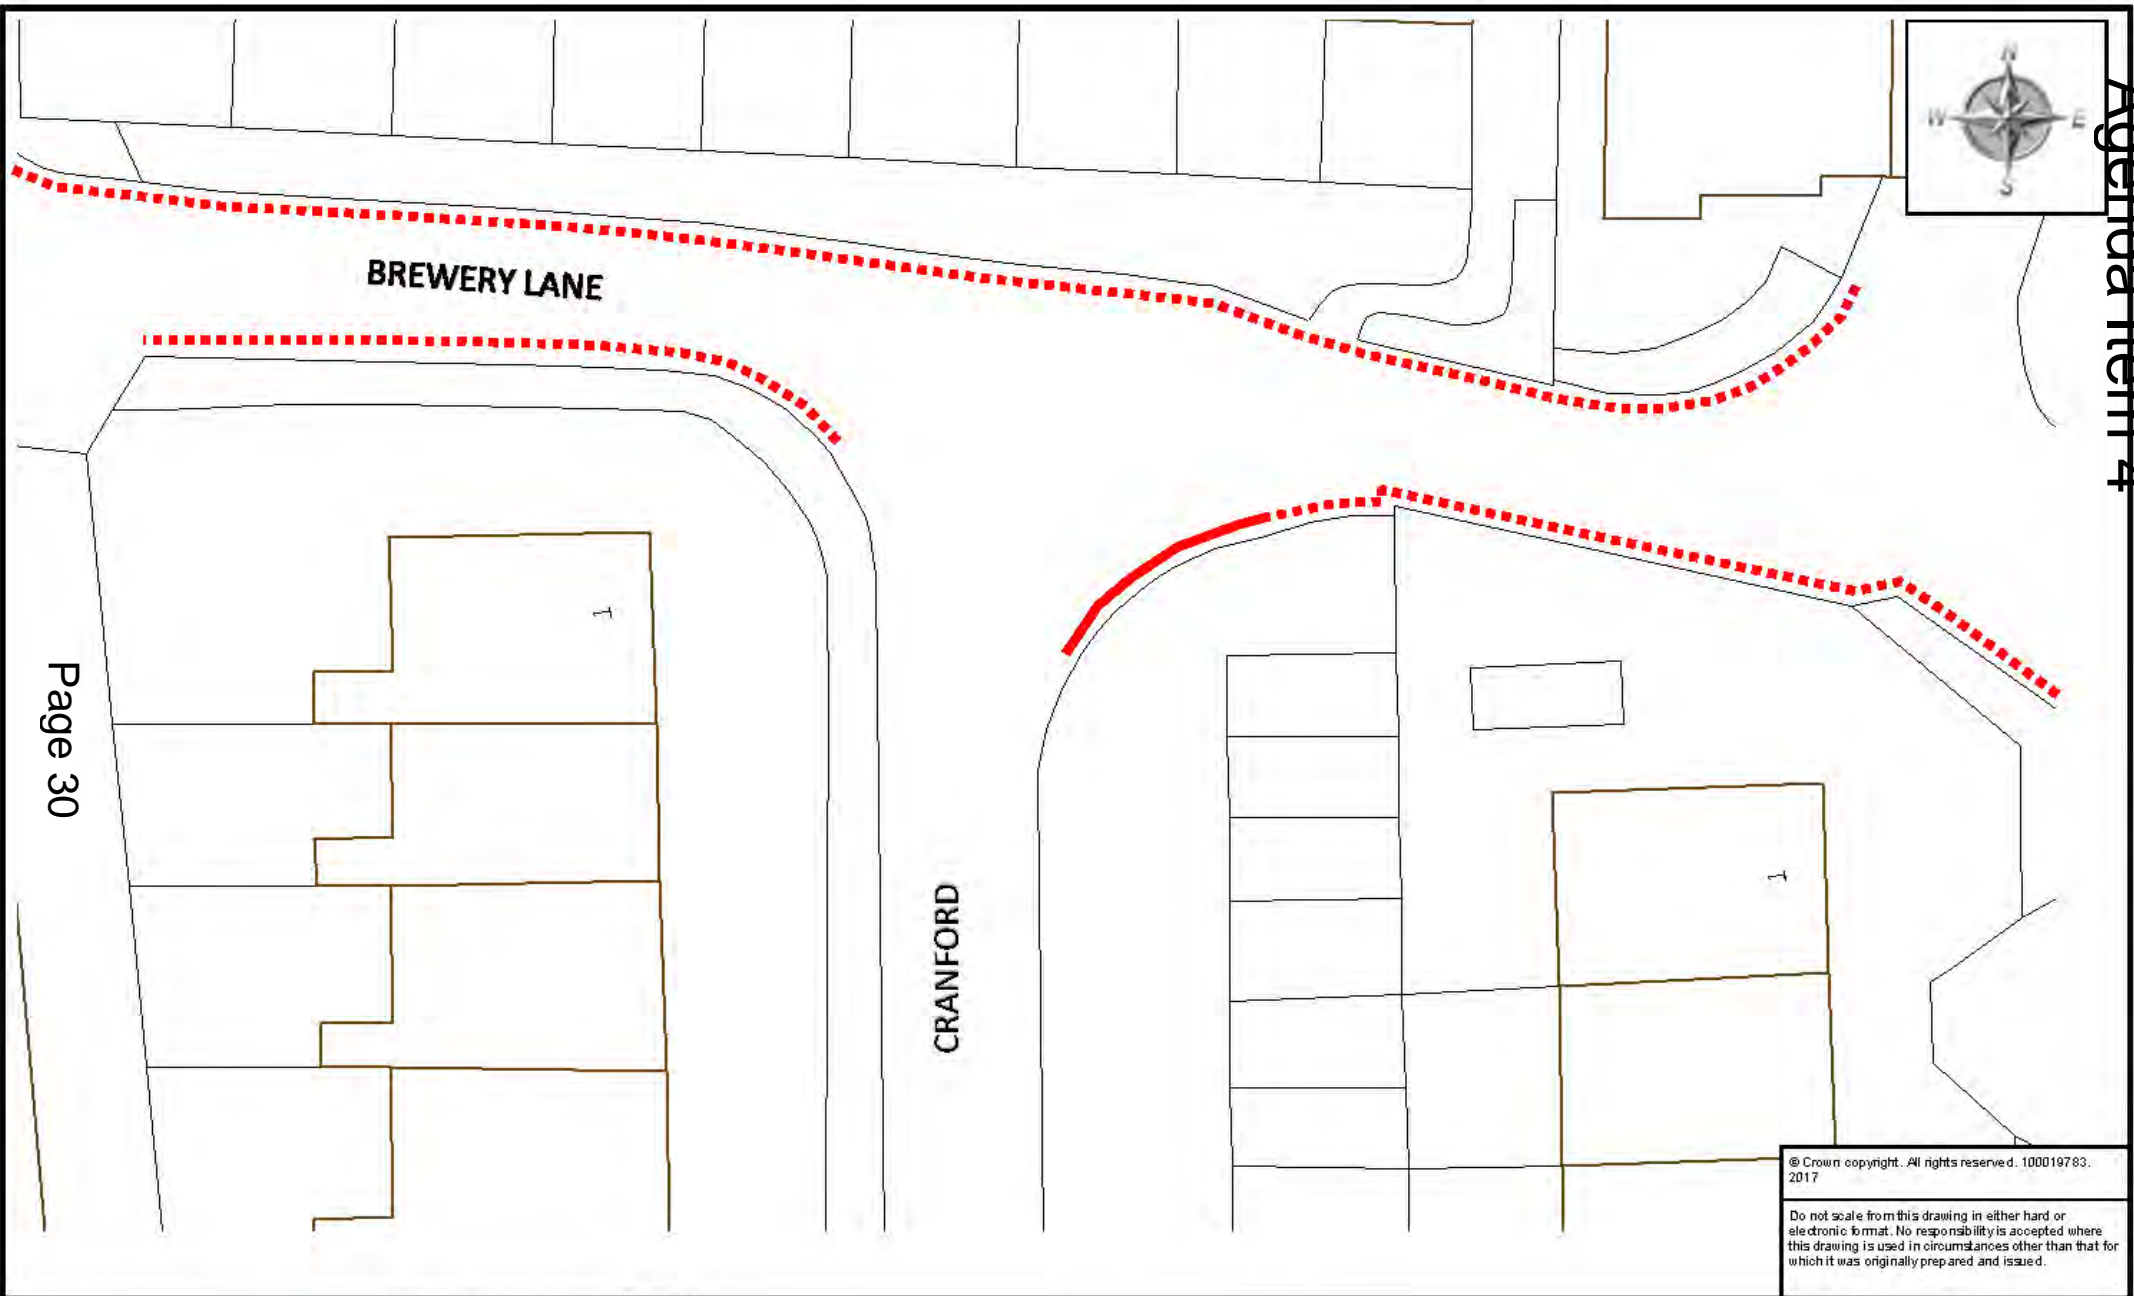 N
W E
S
Agenda Item 4
BREWERY LANE
1
Page 30
CRANFORD
1
© Crown copyright. All rights reserved. 100019783.
2017
Do not scale from this drawing in either hard or
electronic format. No responsibility is accepted where
this drawing is used in circumstances other than that for
which it was originally prepared and issued.